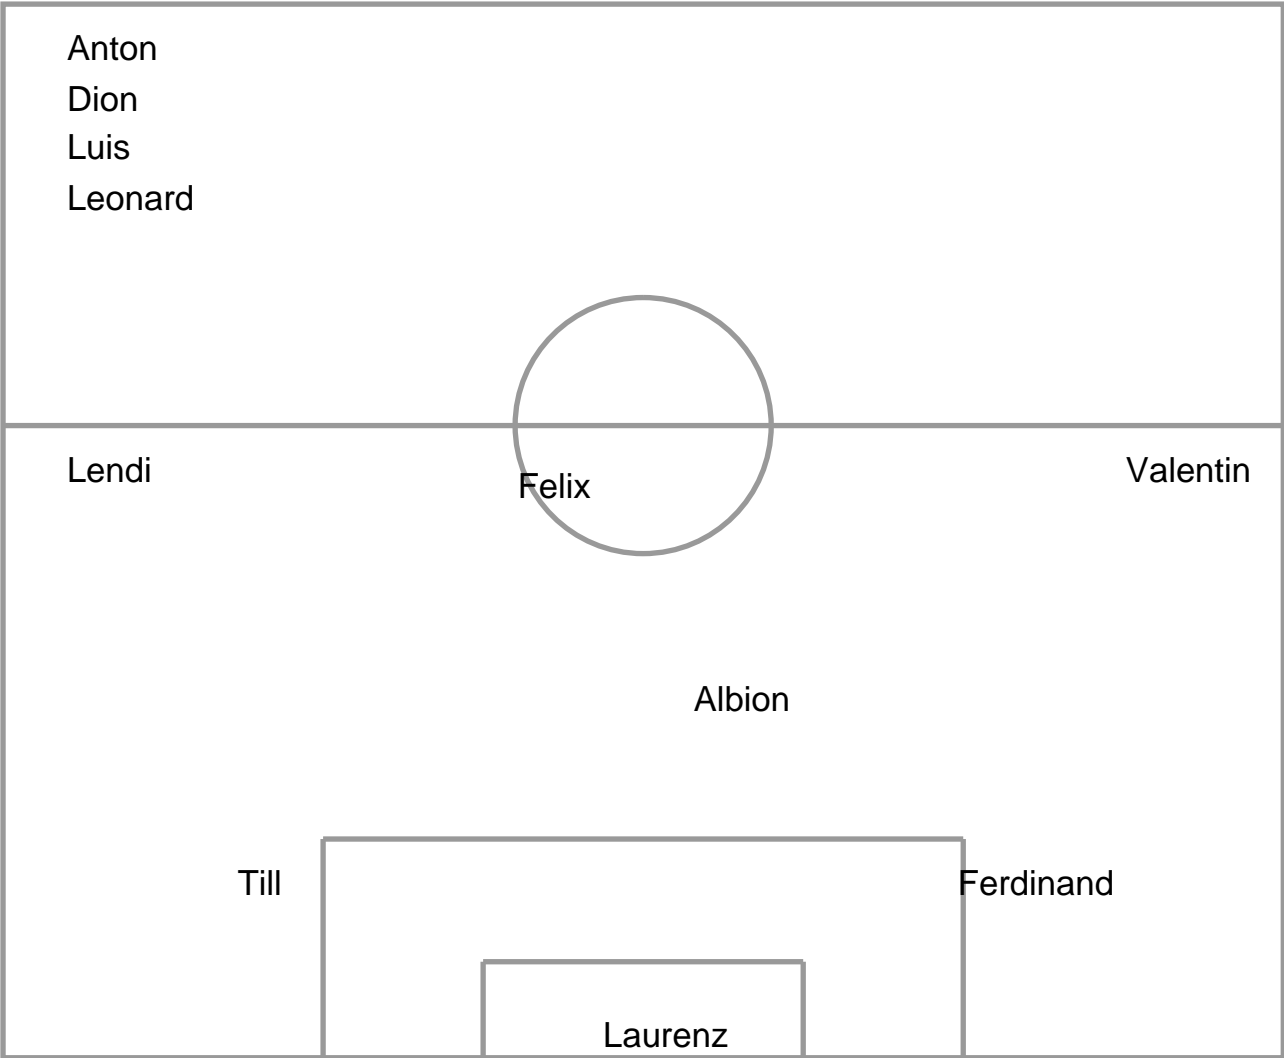 Anton
Dion
Luis
Leonard
Lendi
Felix
Valentin
Albion
Till
Ferdinand
Laurenz